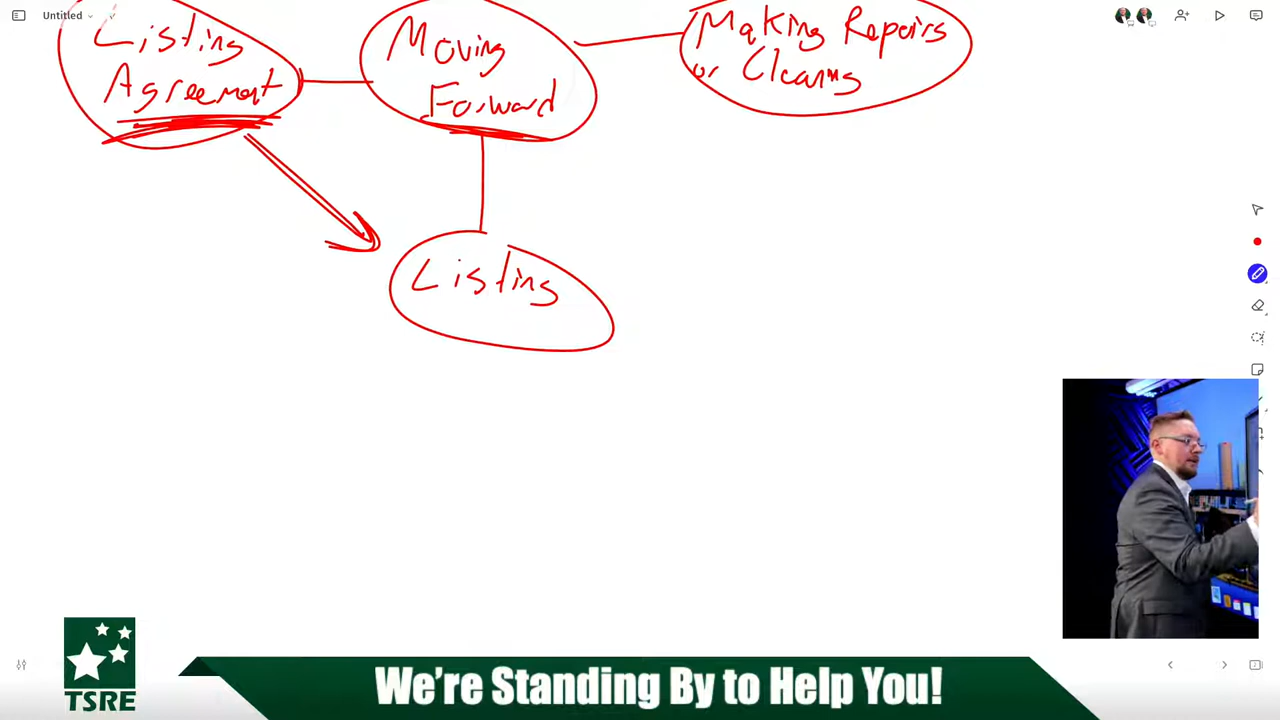 Untitled
Listing
Agreement
Moving
Forward
Making Repairs
or Cleaning
Listing
TSRE
We're Standing By to Help You!